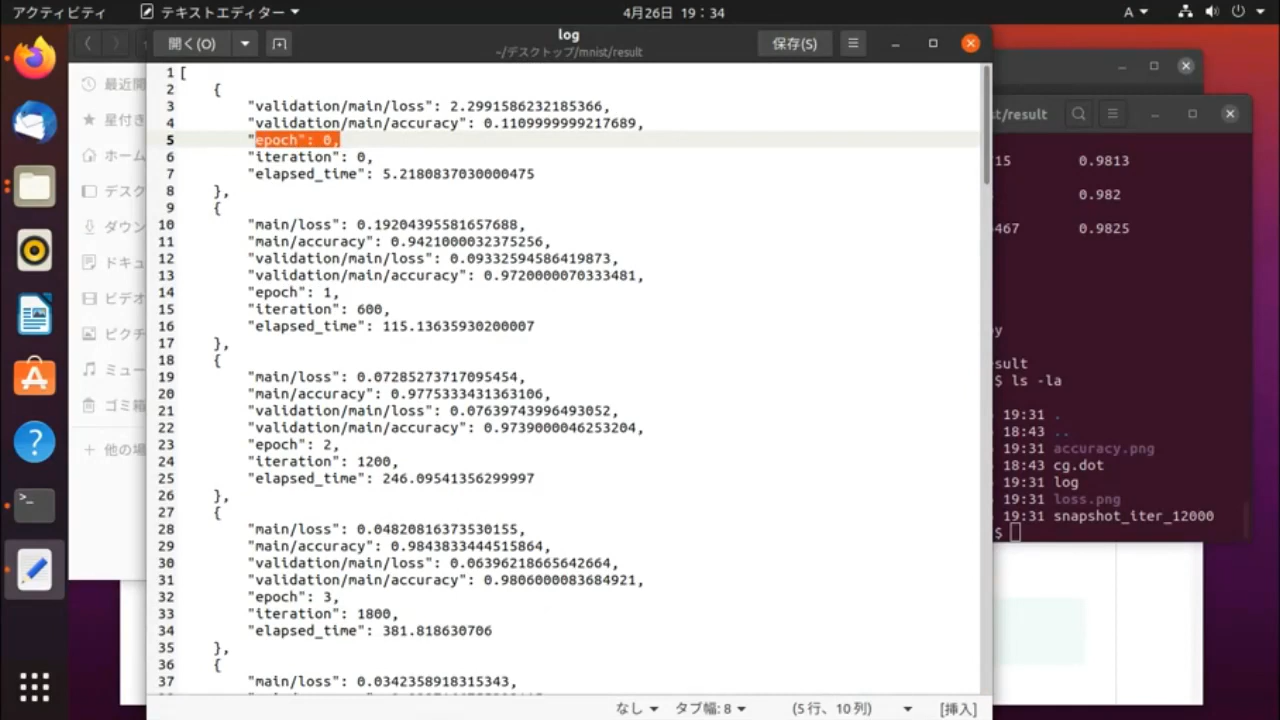 アクティビティ
テキストエディター
4月26日 19：34
A
開く(O)
log
~/デスクトップ/mnist/result
保存(S)
最近開
星付き
ホーム
デスク
ダウン
ドキュ
ビデオ
ピクチ
ミュー
ゴミ箱
他の場
1 [
2 {
3 "validation/main/loss": 2.2991586232185366,
4 "validation/main/accuracy": 0.1109999999217689,
5 "epoch": 0,
6 "iteration": 0,
7 "elapsed_time": 5.2180837030000475
8 },
9 {
10 "main/loss": 0.19204395581657688,
11 "main/accuracy": 0.9421000032375256,
12 "validation/main/loss": 0.09332594586419873,
13 "validation/main/accuracy": 0.9720000070333481,
14 "epoch": 1,
15 "iteration": 600,
16 "elapsed_time": 115.13635930200007
17 },
18 {
19 "main/loss": 0.07285273717095454,
20 "main/accuracy": 0.9775333431363106,
21 "validation/main/loss": 0.07639743996493052,
22 "validation/main/accuracy": 0.9739000046253204,
23 "epoch": 2,
24 "iteration": 1200,
25 "elapsed_time": 246.09541356299997
26 },
27 {
28 "main/loss": 0.04820816373530155,
29 "main/accuracy": 0.9843833444515864,
30 "validation/main/loss": 0.06396218665642664,
31 "validation/main/accuracy": 0.9806000083684921,
32 "epoch": 3,
33 "iteration": 1800,
34 "elapsed_time": 381.818630706
35 },
36 {
37 "main/loss": 0.0342358918315343,
なし
タブ幅: 8
(5 行、10 列)
[挿入]
st/result
15 0.9813
0.982
467 0.9825
y
esult
$ ls -la
19:31 .
18:43 ..
19:31 accuracy.png
18:43 cg.dot
19:31 log
19:31 loss.png
19:31 snapshot_iter_12000
$